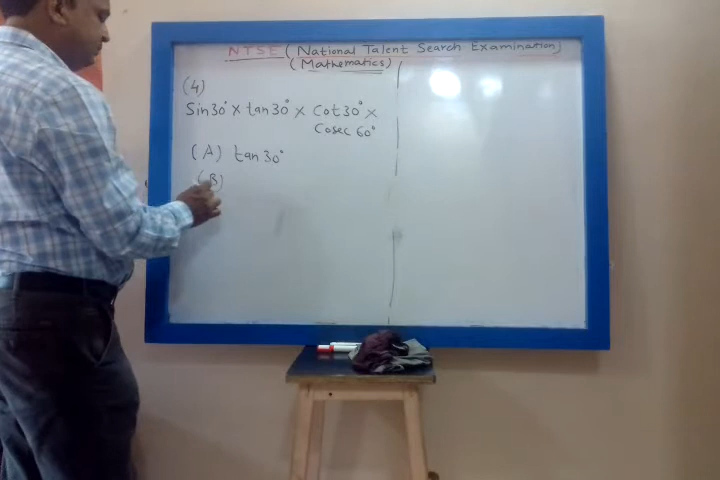 NTSE (National Talent Search Examination)
(Mathematics)
(4)
Sin30° × tan30° × Cot30° ×
Cosec 60°
(A) tan 30°
(B)